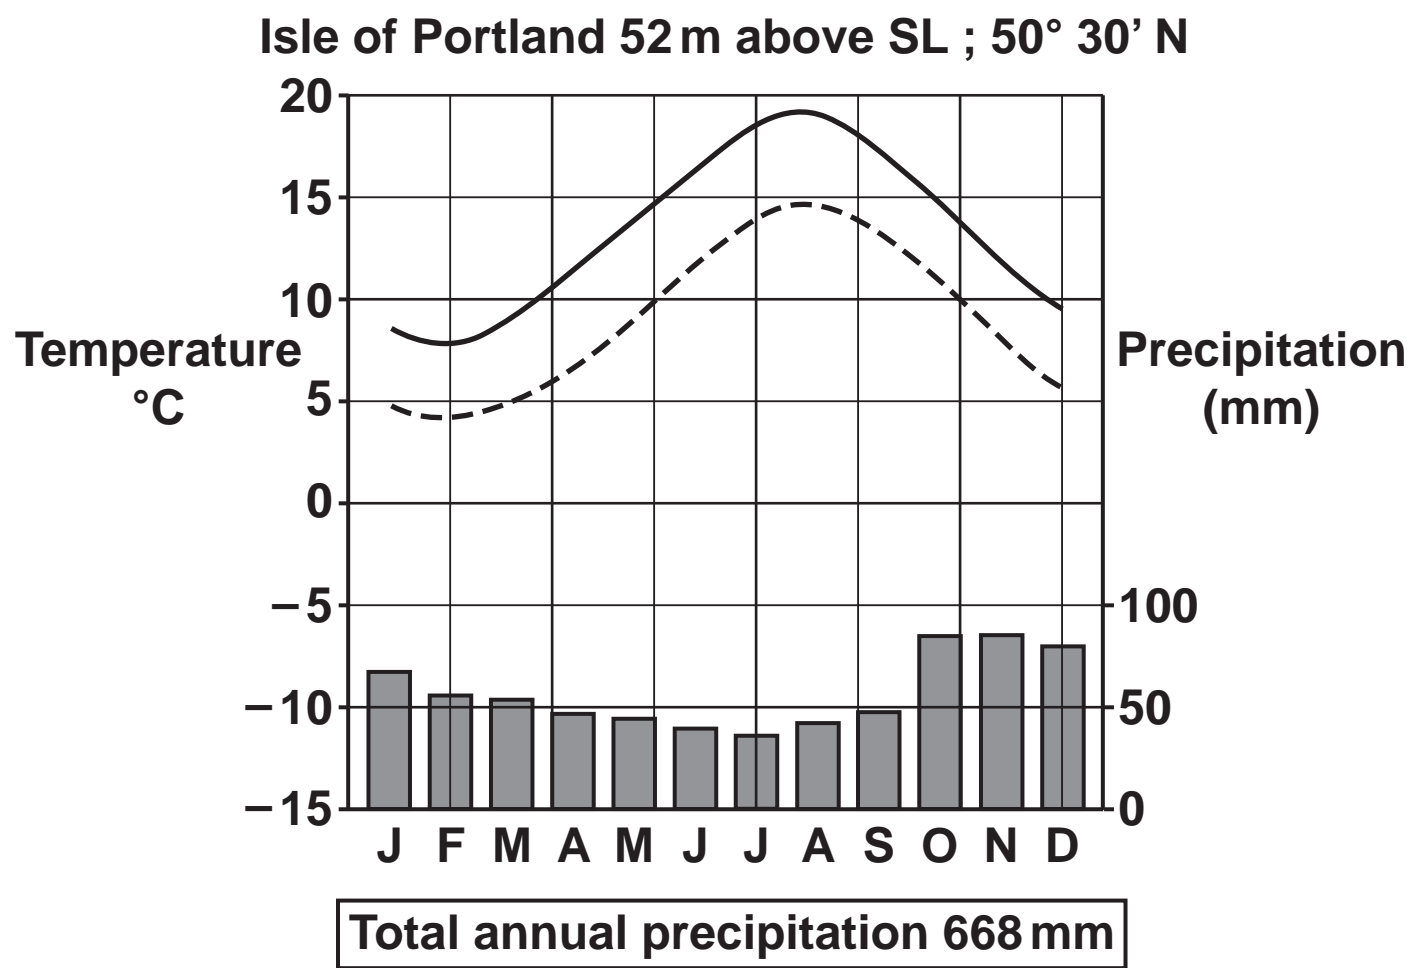 Isle of Portland 52 m above SL ; 50° 30’ N
20
15
10
5
0
–5
–10
–15
Temperature
°C
Precipitation
(mm)
100
50
0
J F M A M J J A S O N D
Total annual precipitation 668 mm